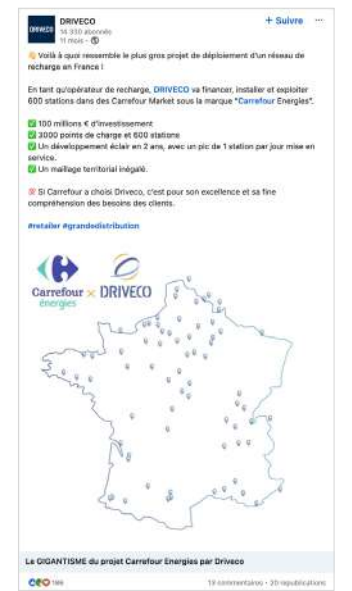 DRIVECO
DRIVECO
14 330 abonnés
11 mois •
+ Suivre ...
👋 Voilà à quoi ressemble le plus gros projet de déploiement d'un réseau de
recharge en France !
En tant qu'opérateur de recharge, DRIVECO va financer, installer et exploiter
600 stations dans des Carrefour Market sous la marque "Carrefour Energies".
✅ 100 millions € d'investissement
✅ 3000 points de charge et 600 stations
✅ Un développement éclair en 2 ans, avec un pic de 1 station par jour mise en
service.
✅ Un maillage territorial inégalé.
💯 Si Carrefour a choisi Driveco, c'est pour son excellence et sa fine
compréhension des besoins des clients.
#retailer #grandedistribution
Carrefour × DRIVECO
énergies
Le GIGANTISME du projet Carrefour Energies par Driveco
19 commentaires • 20 republications